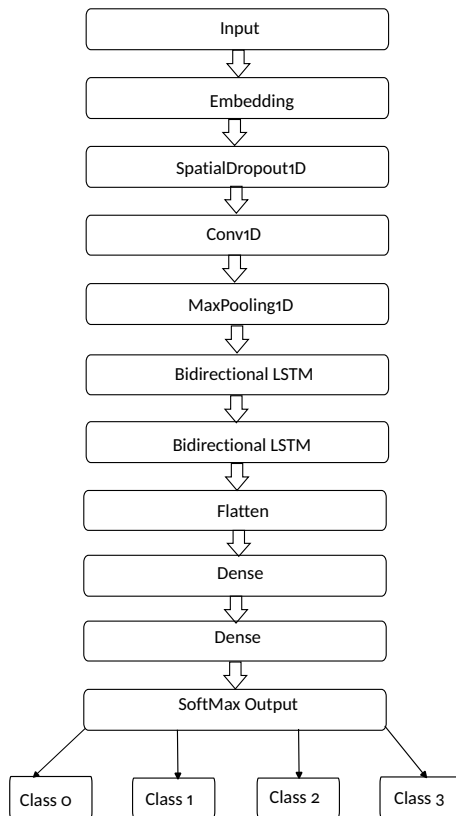 Input
Embedding
SpatialDropout1D
Conv1D
MaxPooling1D
Bidirectional LSTM
Bidirectional LSTM
Flatten
Dense
Dense
SoftMax Output
Class 0
Class 1
Class 2
Class 3